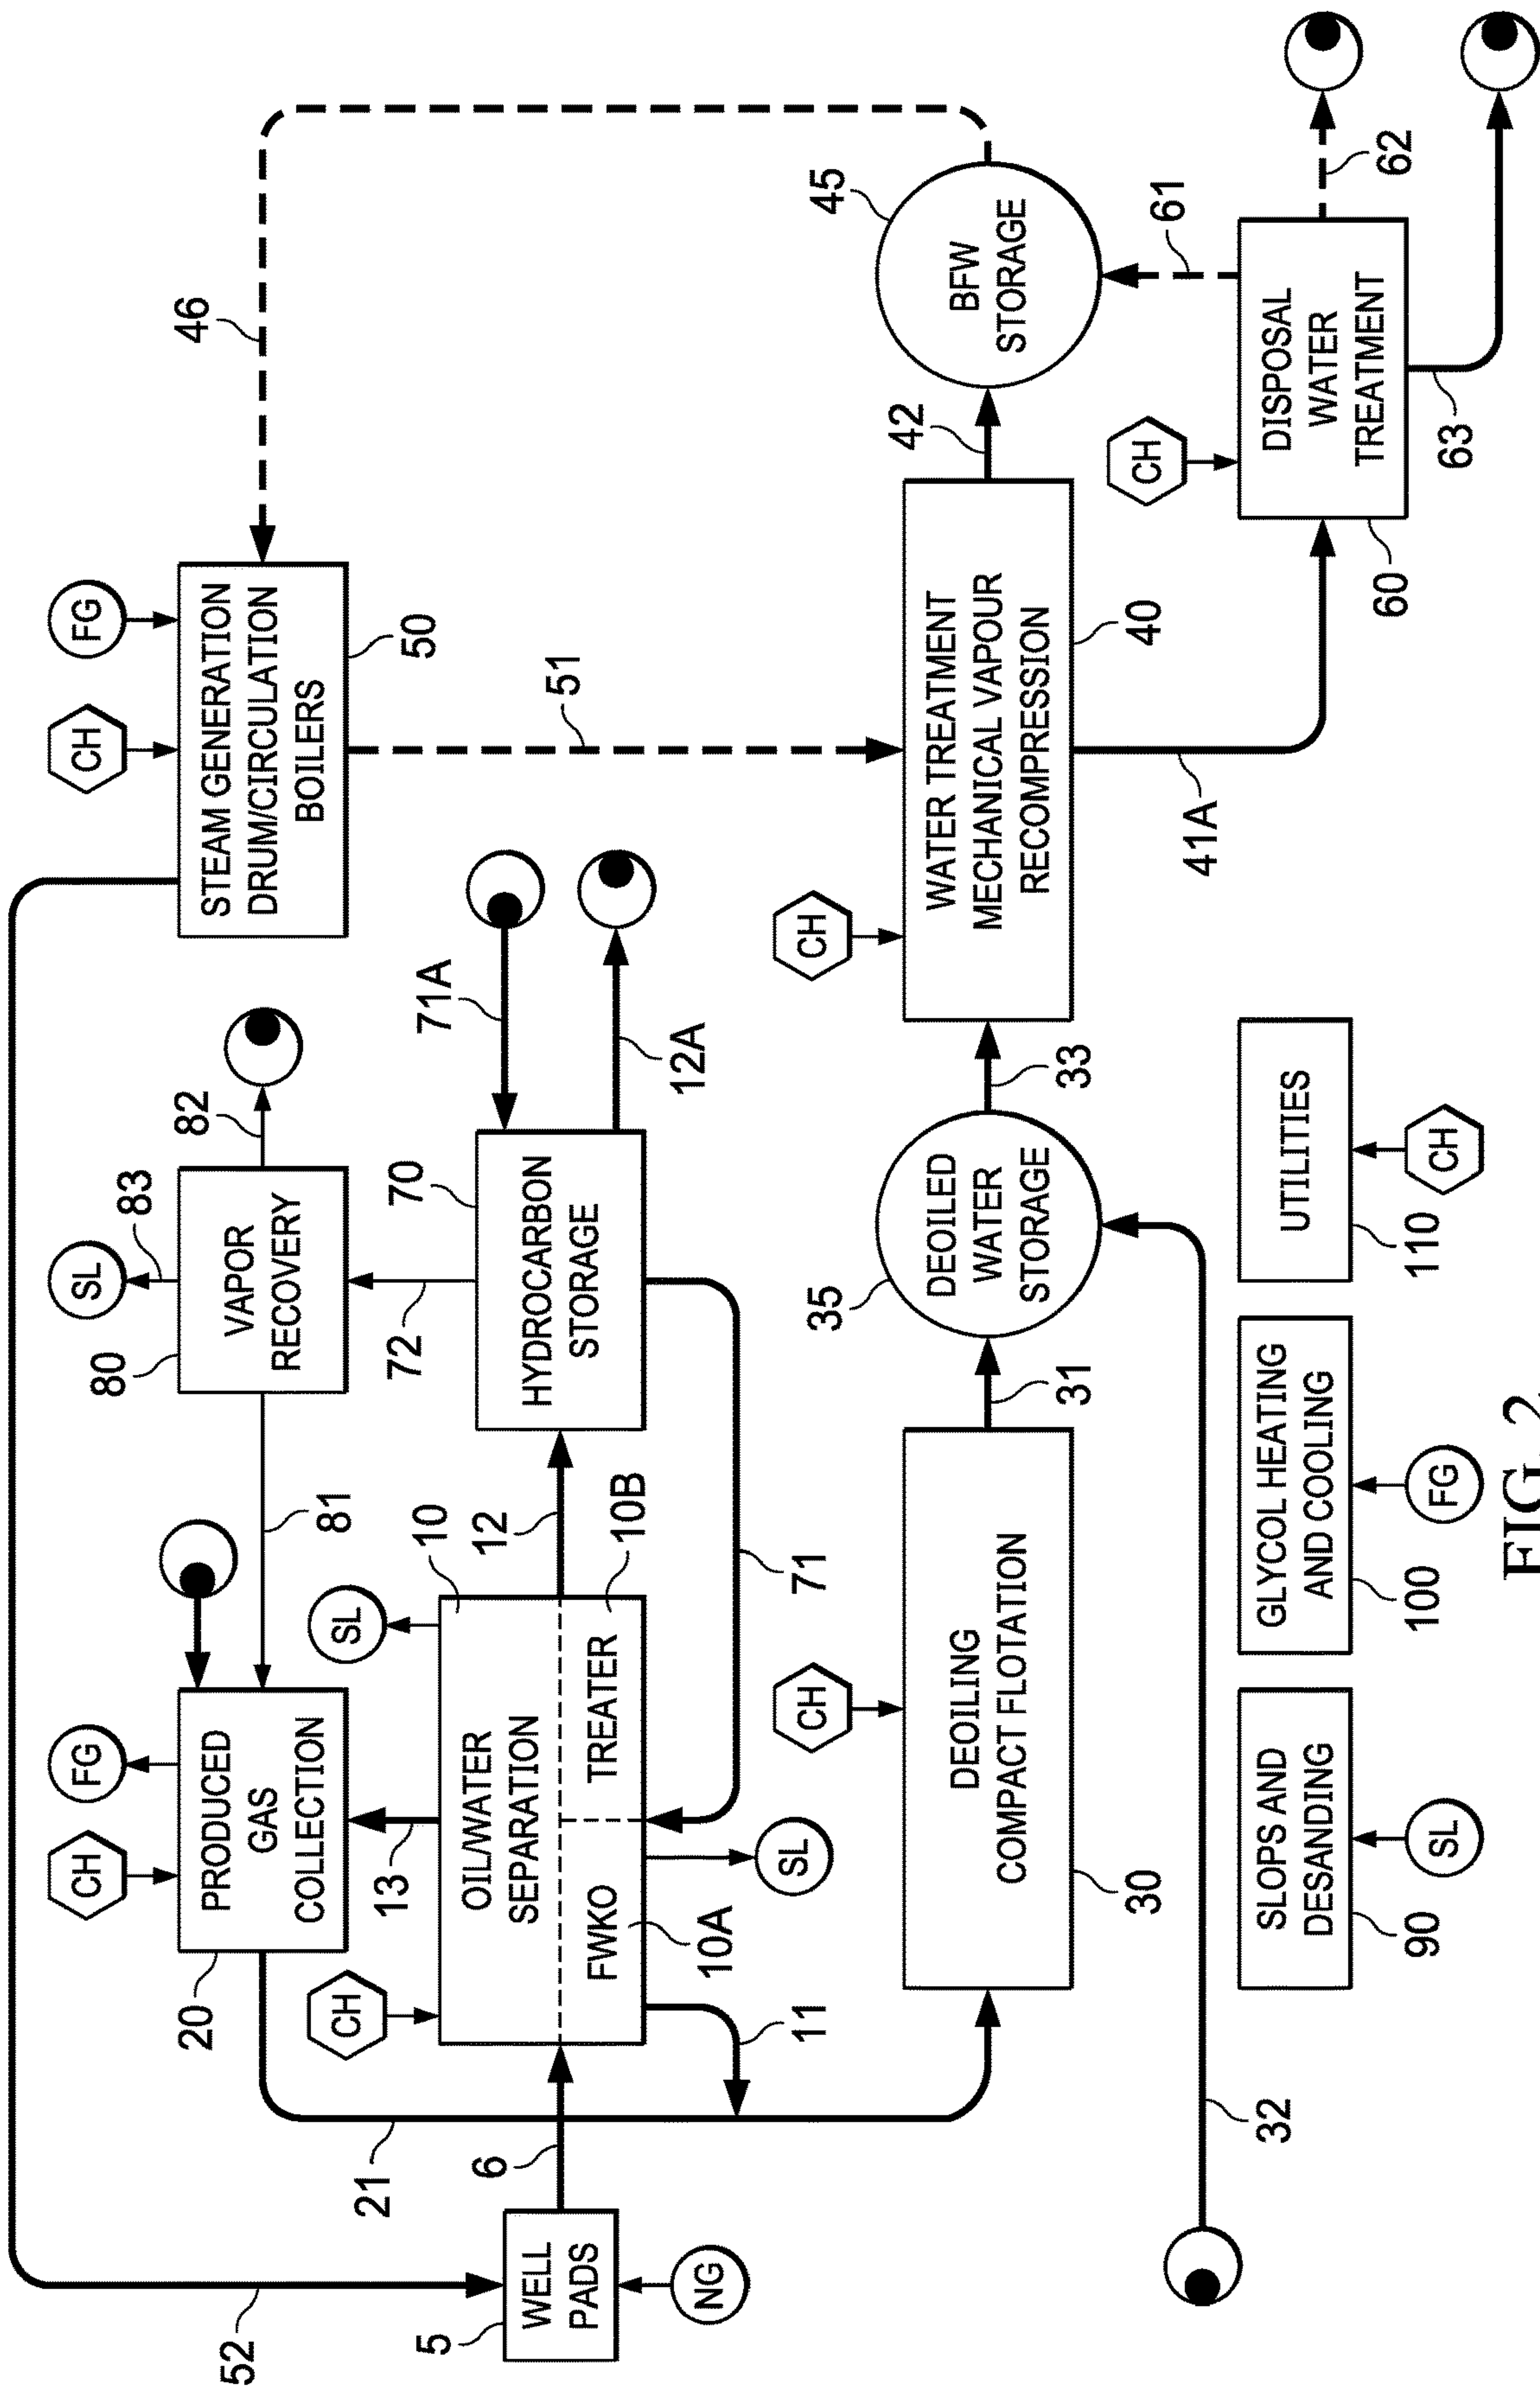 52
46
CH
FG
SL
83
82
CH
FG
STEAM GENERATION
DRUM/CIRCULATION
BOILERS
50
20
PRODUCED
GAS
COLLECTION
81
80
VAPOR
RECOVERY
21
CH
13
SL
10
72
70
71A
51
5
WELL
PADS
NG
6
OIL/WATER
SEPARATION
FWKO
TREATER
10A
10B
12
HYDROCARBON
STORAGE
12A
11
SL
71
CH
30
DEOILING
COMPACT FLOTATION
31
35
DEOILED
WATER
STORAGE
33
CH
WATER TREATMENT
MECHANICAL VAPOUR
RECOMPRESSION
40
42
45
BFW
STORAGE
41A
61
CH
32
60
DISPOSAL
WATER
TREATMENT
62
63
90
SLOPS AND
DESANDING
SL
100
GLYCOL HEATING
AND COOLING
FG
110
UTILITIES
CH
FIG. 2